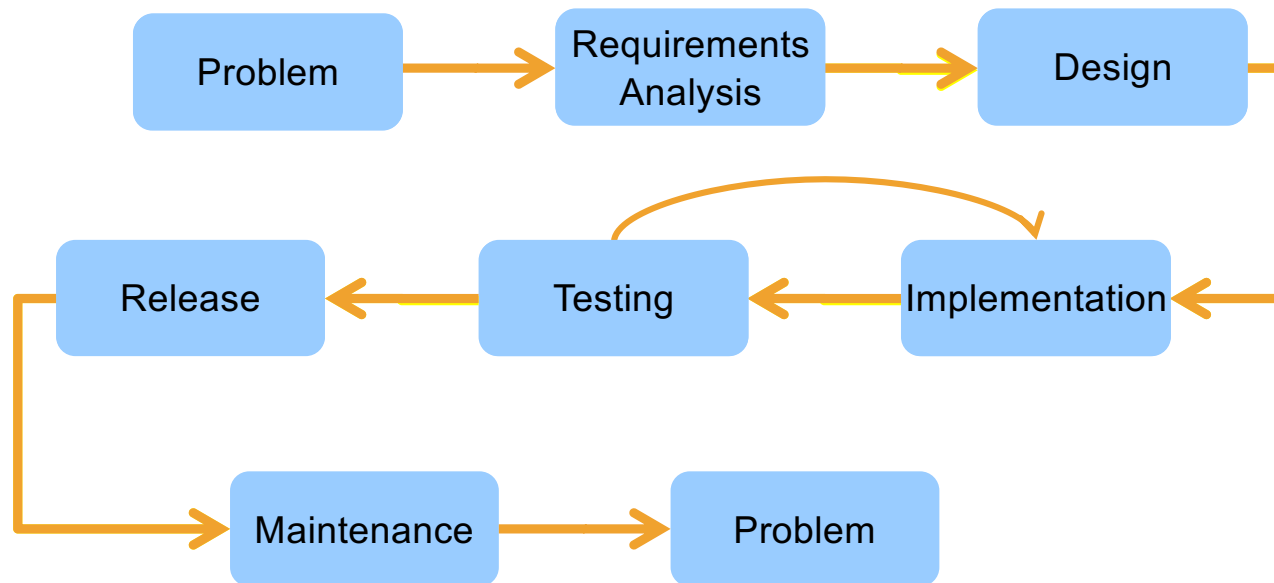 Problem
Requirements
Analysis
Design
Release
Testing
Implementation
Maintenance
Problem